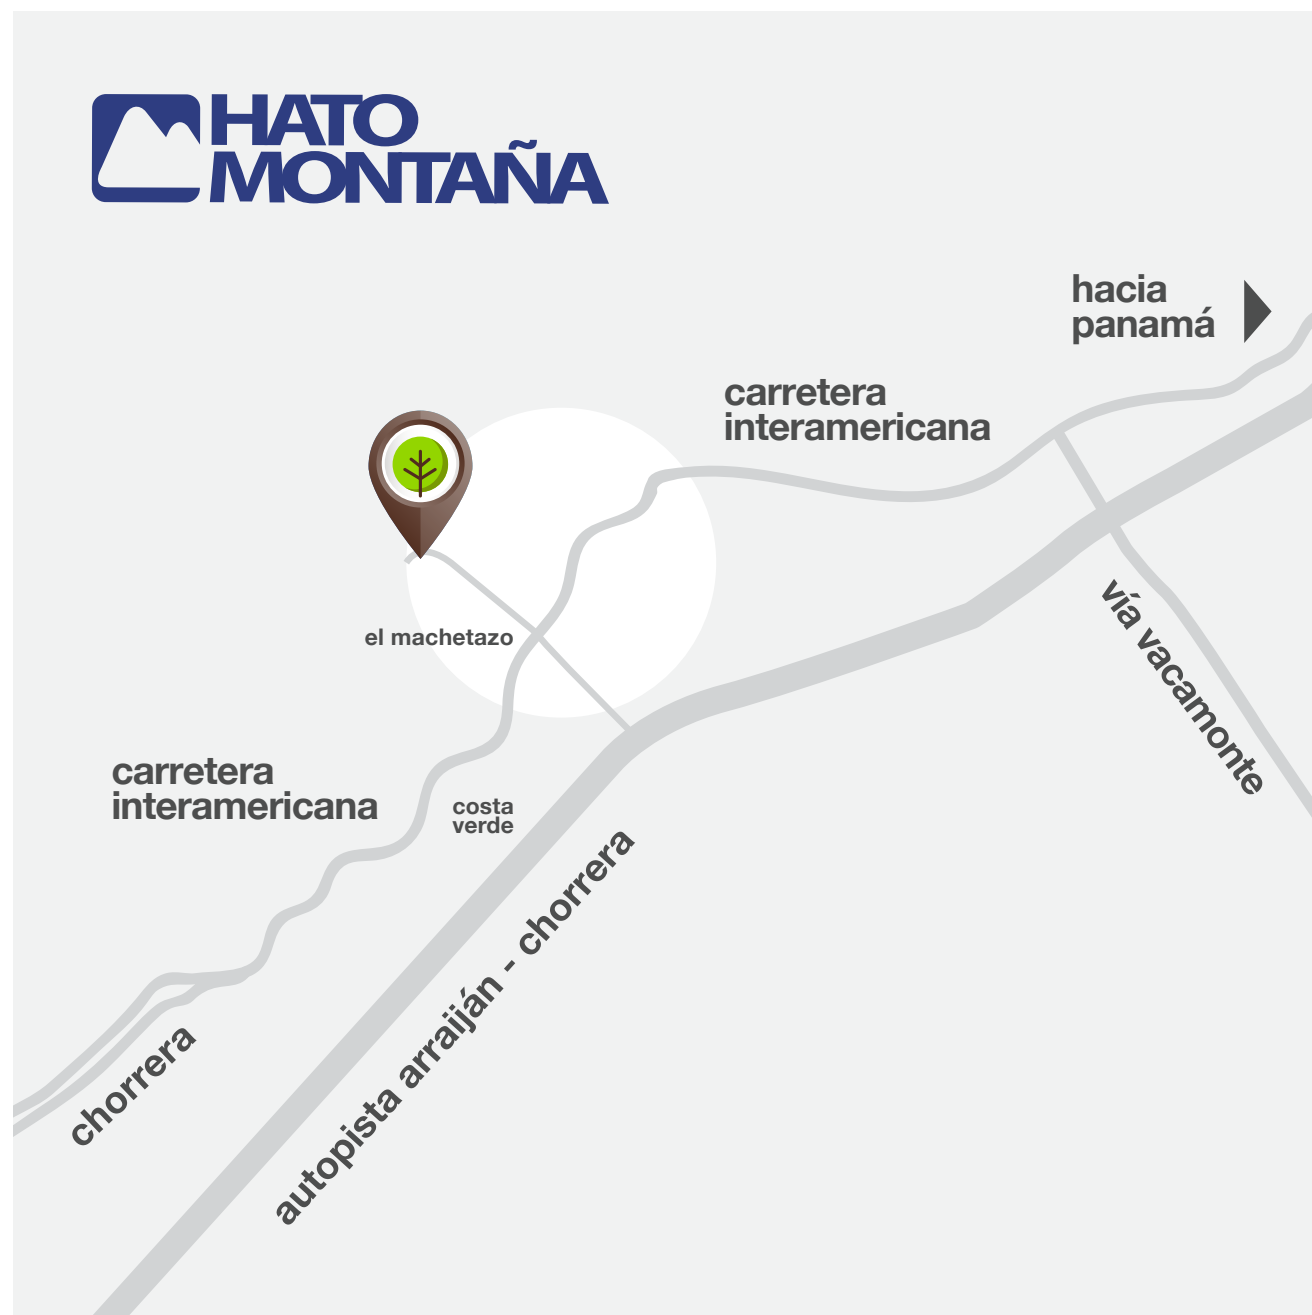 HATO
MONTAÑA
hacia
panamá
carretera
interamericana
el machetazo
vía vacamonte
carretera
interamericana
costa
verde
autopista arraiján - chorrera
chorrera